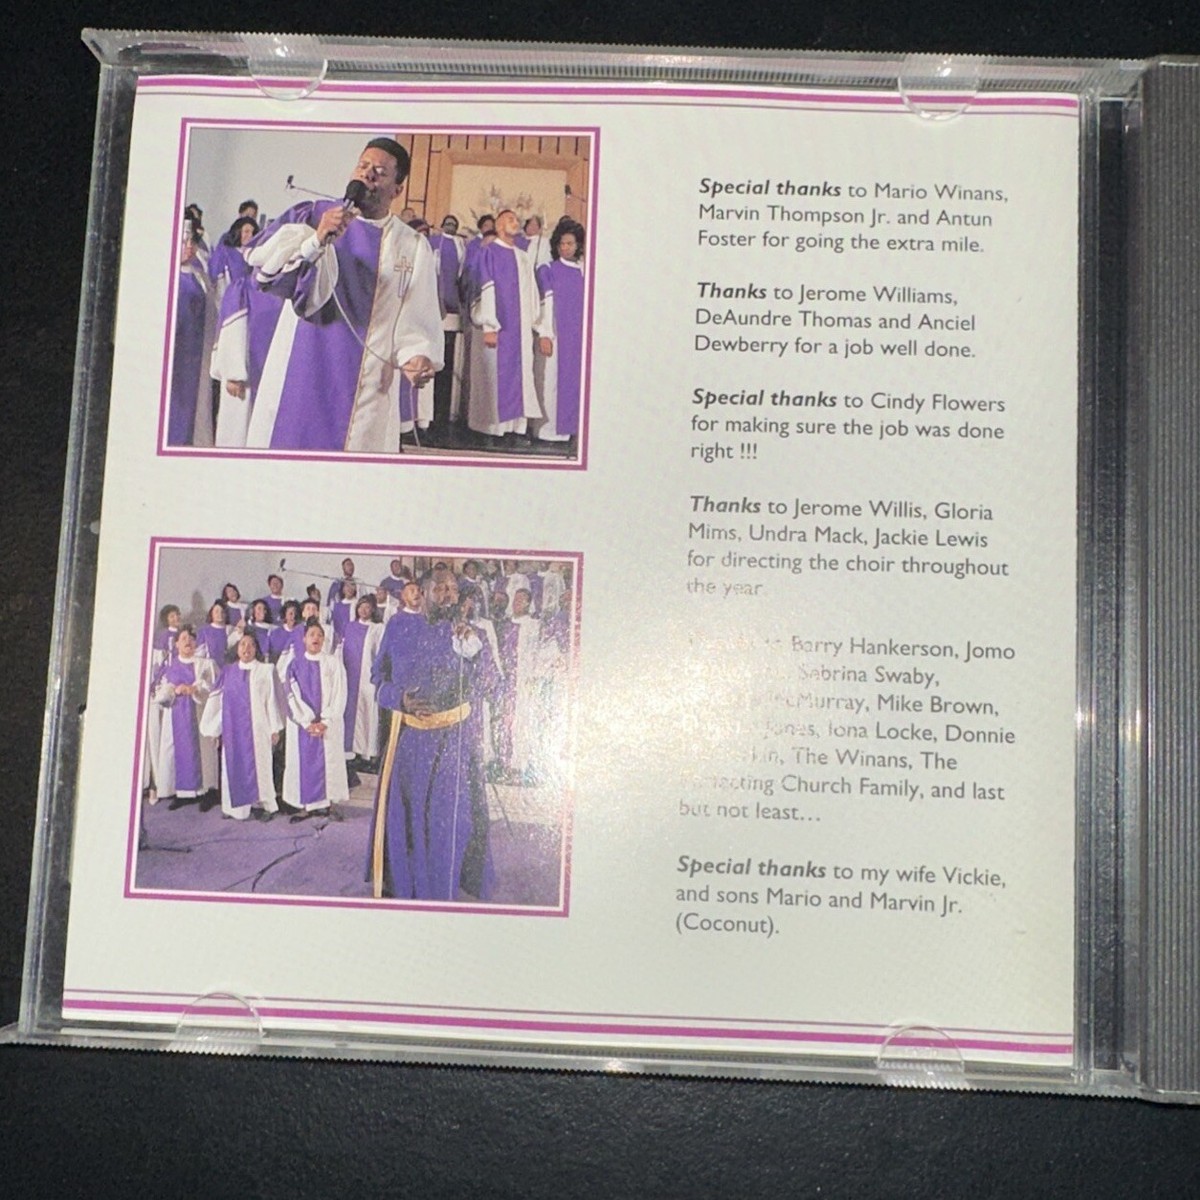 Special thanks to Mario Winans,
Marvin Thompson Jr. and Antun
Foster for going the extra mile.
Thanks to Jerome Williams,
DeAundre Thomas and Anciel
Dewberry for a job well done.
Special thanks to Cindy Flowers
for making sure the job was done
right !!!
Thanks to Jerome Willis, Gloria
Mims, Undra Mack, Jackie Lewis
for directing the choir throughout
the year
to Barry Hankerson, Jomo
Sabrina Swaby,
McMurray, Mike Brown,
Jones, Iona Locke, Donnie
The Winans, The
Perfecting Church Family, and last
but not least...
Special thanks to my wife Vickie,
and sons Mario and Marvin Jr.
(Coconut).